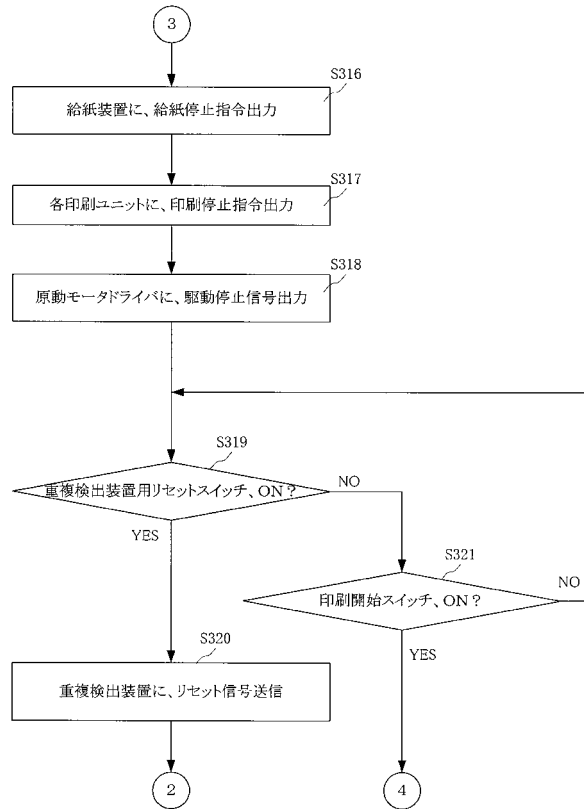 3
S316
給紙装置に、給紙停止指令出力
S317
各印刷ユニットに、印刷停止指令出力
S318
原動モータドライバに、駆動停止信号出力
S319
重複検出装置用リセットスイッチ、ON？
NO
YES
S321
印刷開始スイッチ、ON？
NO
YES
S320
重複検出装置に、リセット信号送信
2
4